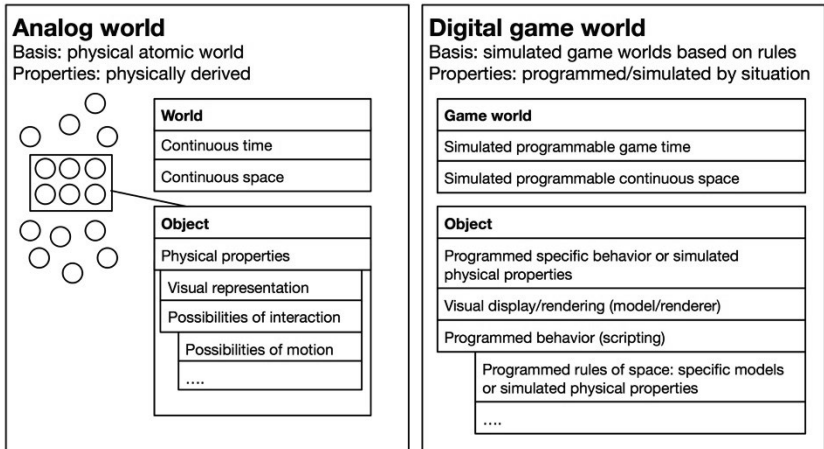 Analog world
Basis: physical atomic world
Properties: physically derived
World
Continuous time
Continuous space
Object
Physical properties
Visual representation
Possibilities of interaction
Possibilities of motion
....
Digital game world
Basis: simulated game worlds based on rules
Properties: programmed/simulated by situation
Game world
Simulated programmable game time
Simulated programmable continuous space
Object
Programmed specific behavior or simulated
physical properties
Visual display/rendering (model/renderer)
Programmed behavior (scripting)
Programmed rules of space: specific models
or simulated physical properties
....